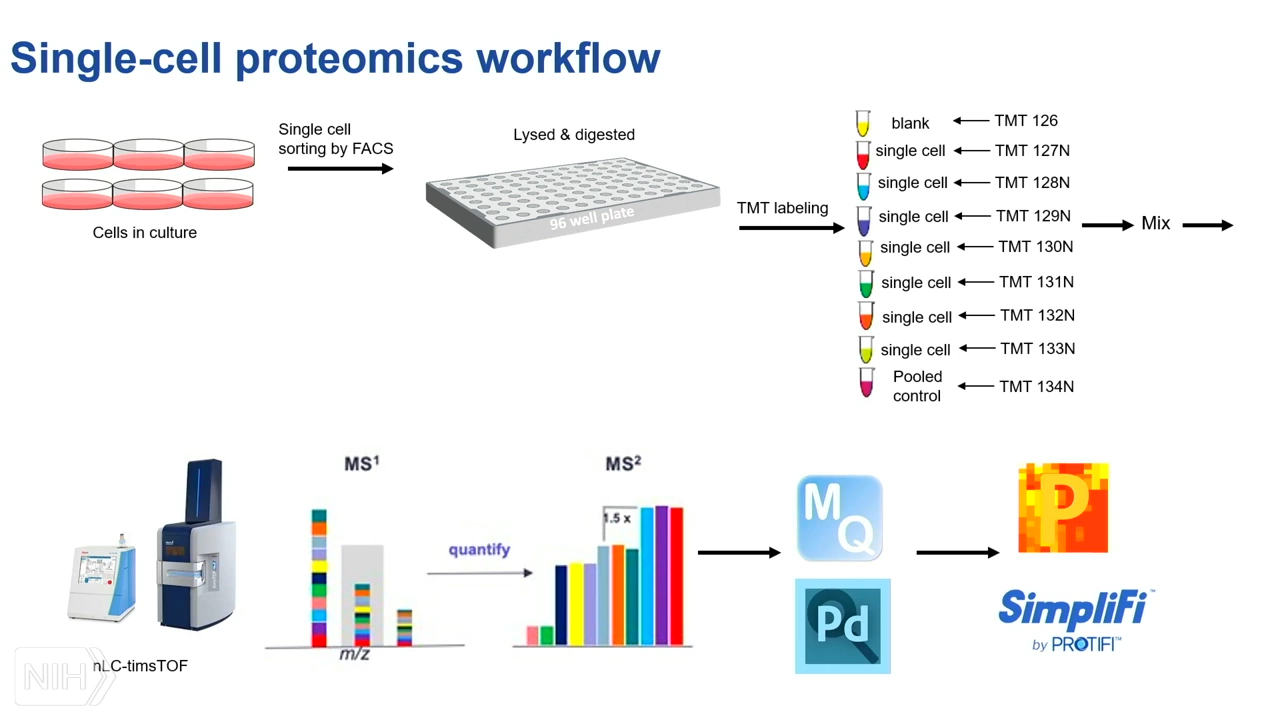 Single-cell proteomics workflow
Single cell
sorting by FACS
Cells in culture
Lysed & digested
96 well plate
TMT labeling
blank
TMT 126
single cell
TMT 127N
single cell
TMT 128N
single cell
TMT 129N
single cell
TMT 130N
single cell
TMT 131N
single cell
TMT 132N
single cell
TMT 133N
Pooled
control
TMT 134N
Mix
nLC-timsTOF
NIH
MS¹
m/z
quantify
MS²
1.5 x
M
Q
Pd
P
SimpliFi™
by PROTIFI™